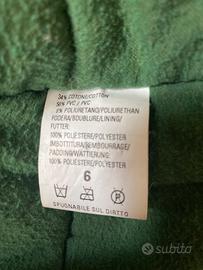 34% COTONE/COTTON
56% PVC / PVC
POLIURETANO/POLIURETHAN
FODERA/DOUBLURE/LINING/
FUTTER:
100% POLIESTERE/POLYESTER
IMBOTTITURA/REMBOURRAGE/
PADDING/WATTIERUNG:
100% POLIESTERE/POLYESTER
6
SPUGNABILE SUL DIRITTO
subito